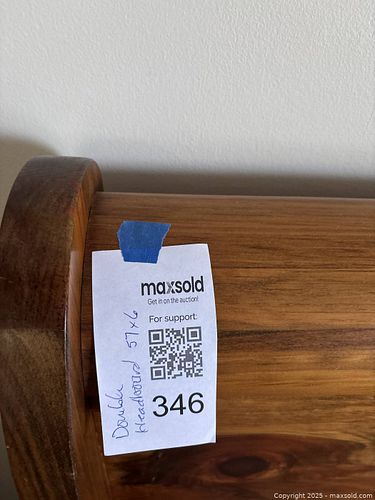 maxsold
Get in on the auction!
For support:
346
Double
Headboard 57x6
Copyright 2025 - maxsold.com